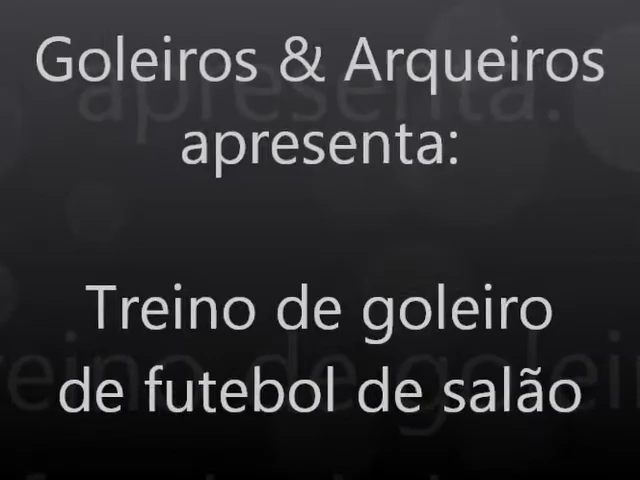 Goleiros & Arqueiros
apresenta:
Treino de goleiro
de futebol de salão